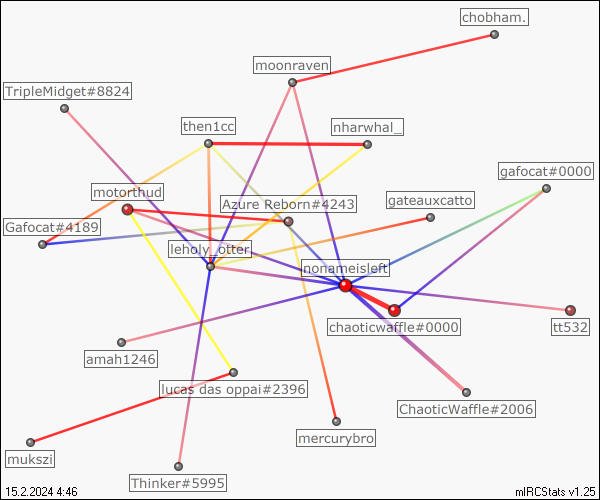 chobham.
moonraven
TripleMidget#8824
then1cc
nharwhal_
gafocat#0000
motorthud
Azure Reborn#4243
gateauxcatto
Gafocat#4189
leholy_otter
nonameisleft
chaoticwaffle#0000
tt532
amah1246
lucas das oppai#2396
ChaoticWaffle#2006
mercurybro
mukszi
Thinker#5995
15.2.2024 4:46
mIRCStats v1.25